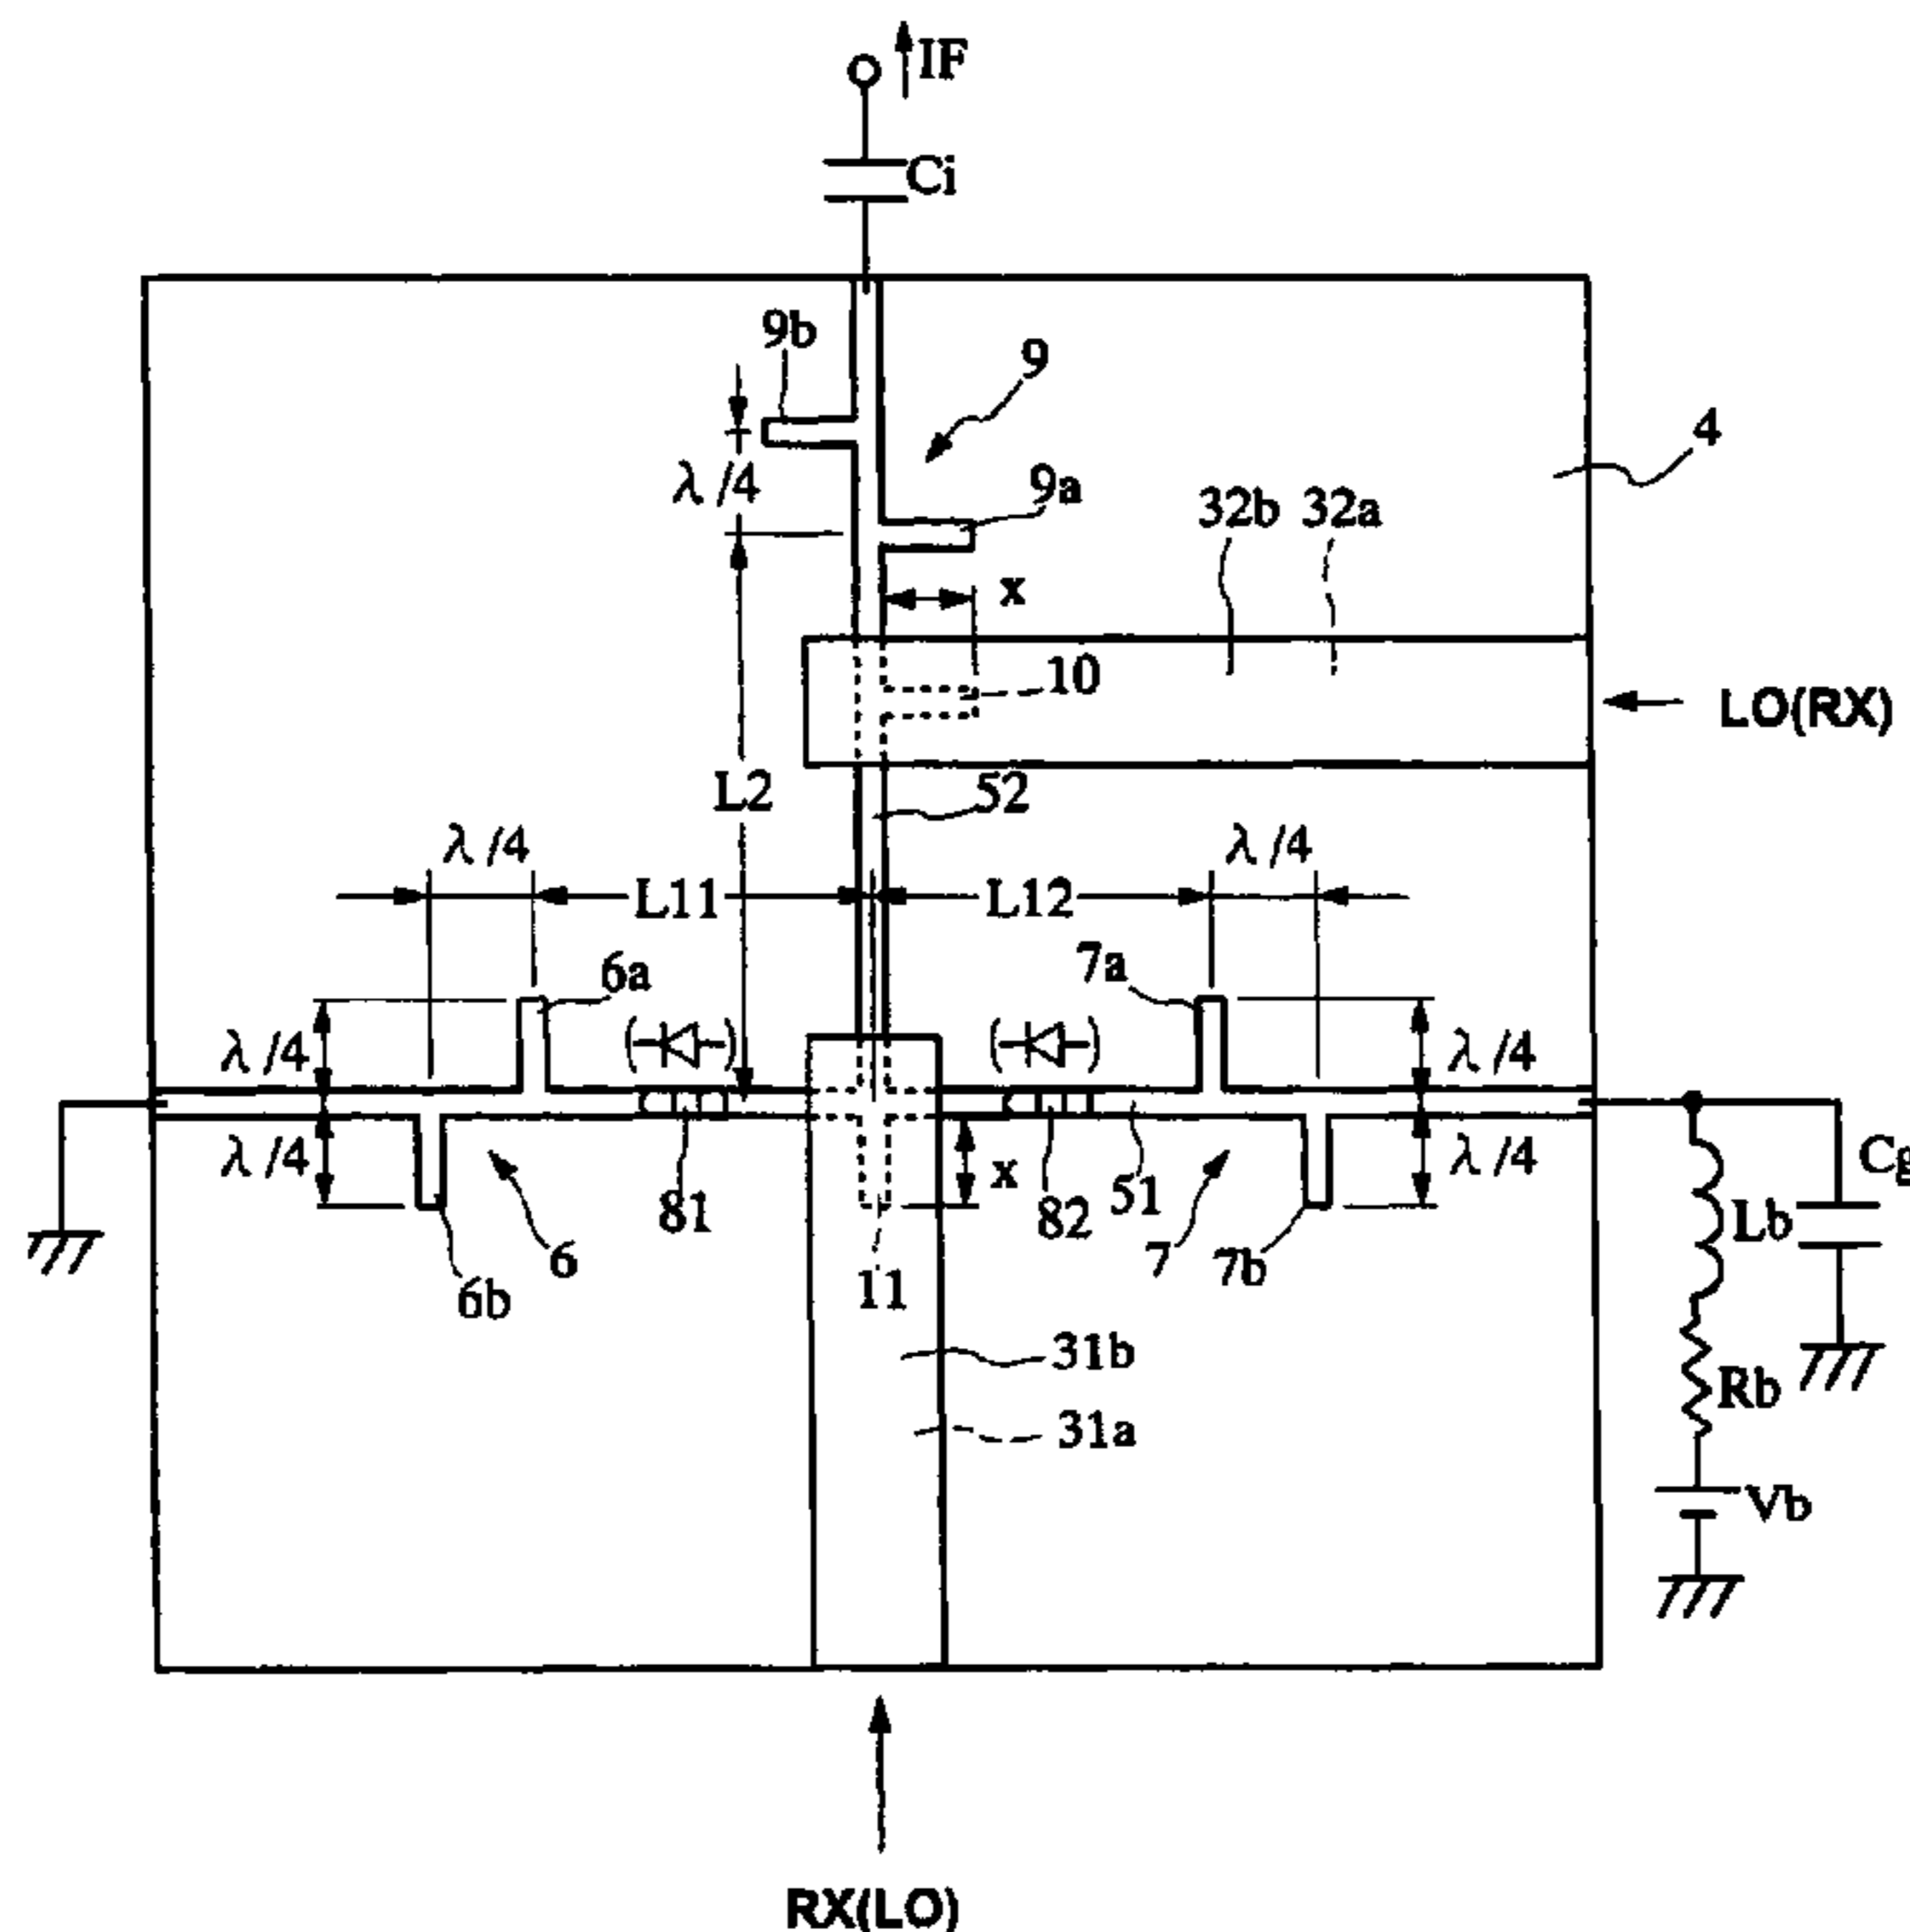 IF
Ci
9b
9
4
λ/4
9a
32b
32a
x
10
LO(RX)
L2
52
λ/4
λ/4
L11
L12
6a
7a
λ/4
λ/4
λ/4
λ/4
x
Cg
81
82
51
Lb
6
7
7b
6b
11
31b
Rb
31a
Vb
RX(LO)